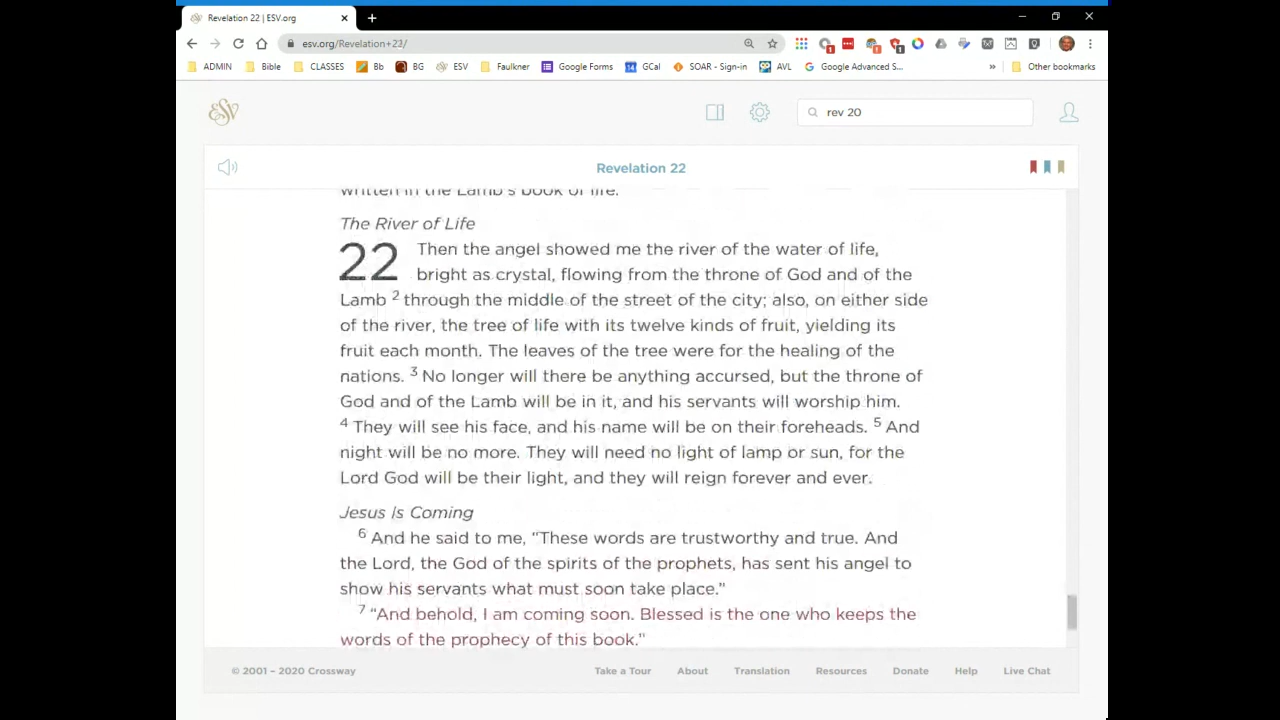 Revelation 22 | ESV.org
esv.org/Revelation+22/
ADMIN Bible CLASSES Bb BG ESV Faulkner Google Forms GCal SOAR - Sign-in AVL Google Advanced S... » Other bookmarks
ESV rev 20
Revelation 22
written in the Lamb's book of life.
The River of Life
22 Then the angel showed me the river of the water of life,
bright as crystal, flowing from the throne of God and of the
Lamb 2 through the middle of the street of the city; also, on either side
of the river, the tree of life with its twelve kinds of fruit, yielding its
fruit each month. The leaves of the tree were for the healing of the
nations. 3 No longer will there be anything accursed, but the throne of
God and of the Lamb will be in it, and his servants will worship him.
4 They will see his face, and his name will be on their foreheads. 5 And
night will be no more. They will need no light of lamp or sun, for the
Lord God will be their light, and they will reign forever and ever.
Jesus Is Coming
6 And he said to me, “These words are trustworthy and true. And
the Lord, the God of the spirits of the prophets, has sent his angel to
show his servants what must soon take place.”
7 “And behold, I am coming soon. Blessed is the one who keeps the
words of the prophecy of this book.”
© 2001 – 2020 Crossway Take a Tour About Translation Resources Donate Help Live Chat